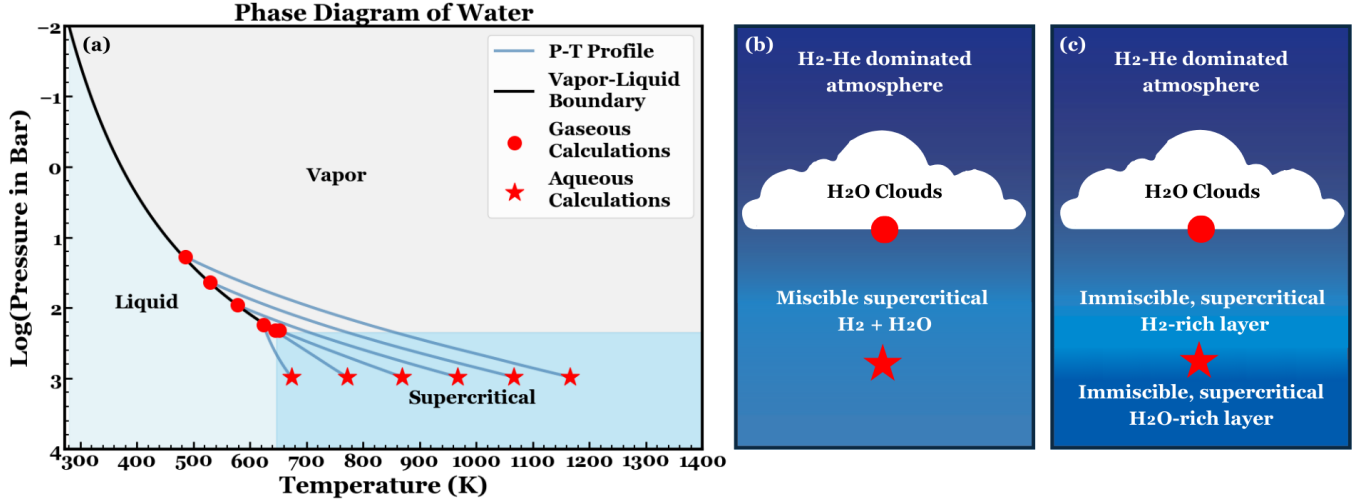 Phase Diagram of Water
(a)
P-T Profile
Vapor-Liquid
Boundary
Gaseous
Calculations
Aqueous
Calculations
Vapor
Liquid
Supercritical
Log(Pressure in Bar)
−2
−1
0
1
2
3
4
300 400 500 600 700 800 900 1000 1100 1200 1300 1400
Temperature (K)
(b)
H2-He dominated
atmosphere
H2O Clouds
Miscible supercritical
H2 + H2O
(c)
H2-He dominated
atmosphere
H2O Clouds
Immiscible, supercritical
H2-rich layer
Immiscible, supercritical
H2O-rich layer